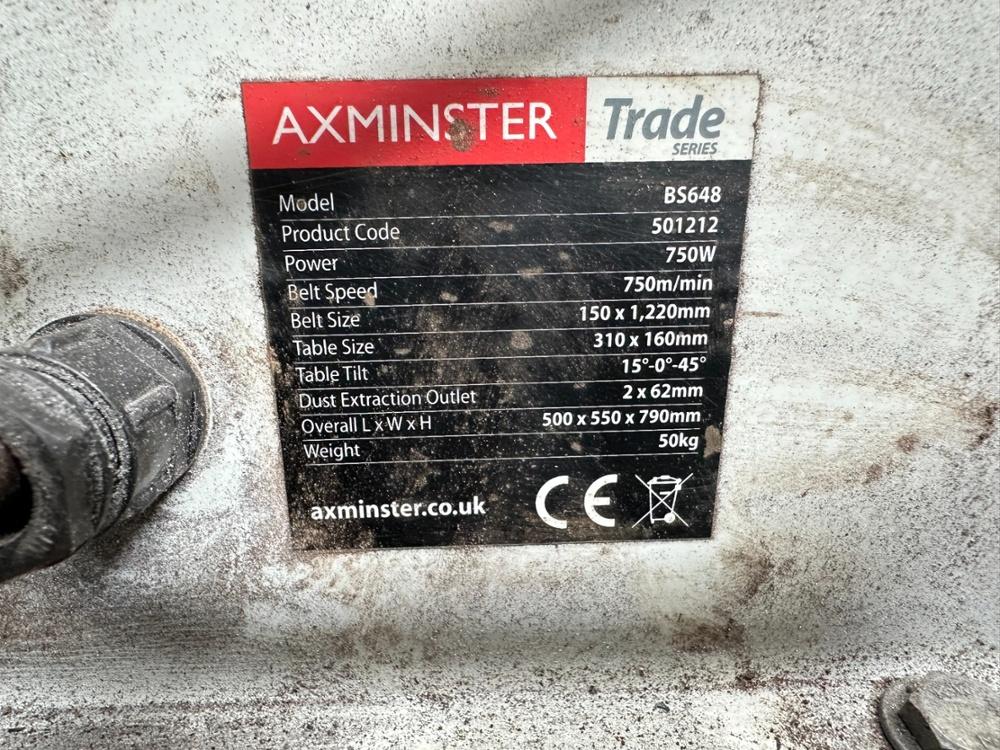 AXMINSTER Trade
SERIES
Model BS648
Product Code 501212
Power 750W
Belt Speed 750m/min
Belt Size 150 x 1,220mm
Table Size 310 x 160mm
Table Tilt 15°-0°-45°
Dust Extraction Outlet 2 x 62mm
Overall L x W x H 500 x 550 x 790mm
Weight 50kg
axminster.co.uk CE